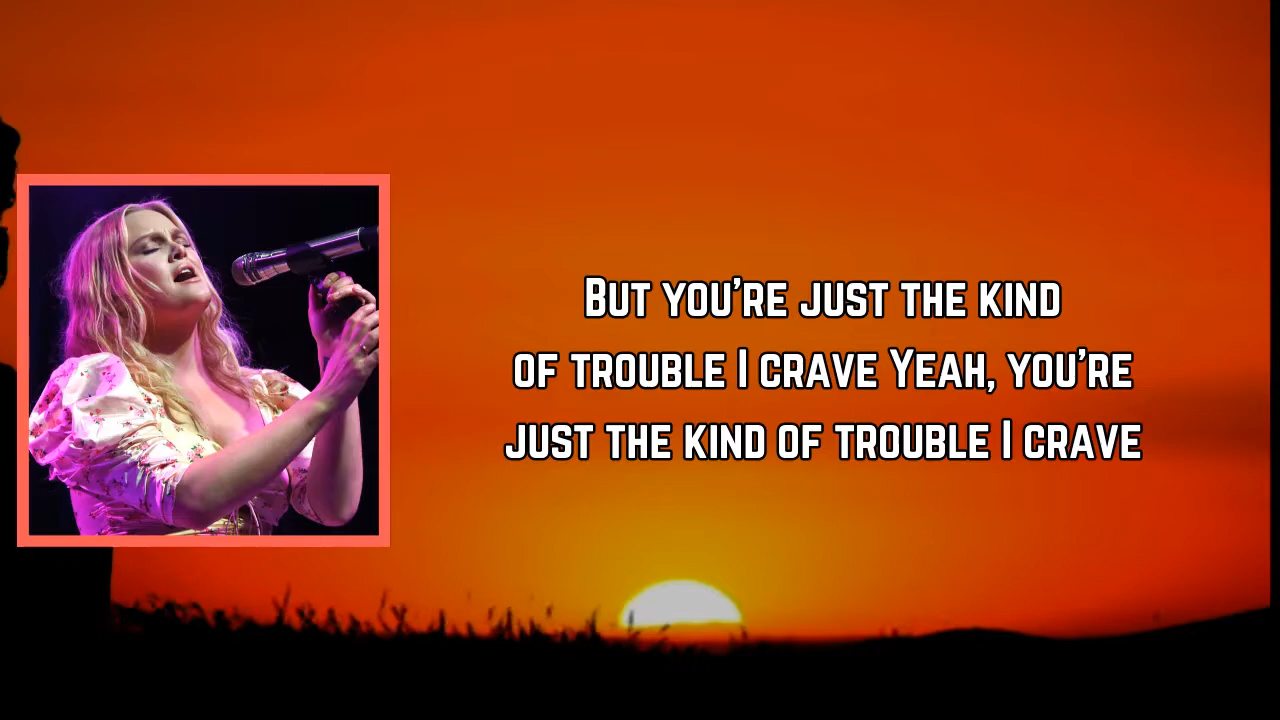 But you're just the kind
of trouble I crave Yeah, you're
just the kind of trouble I crave